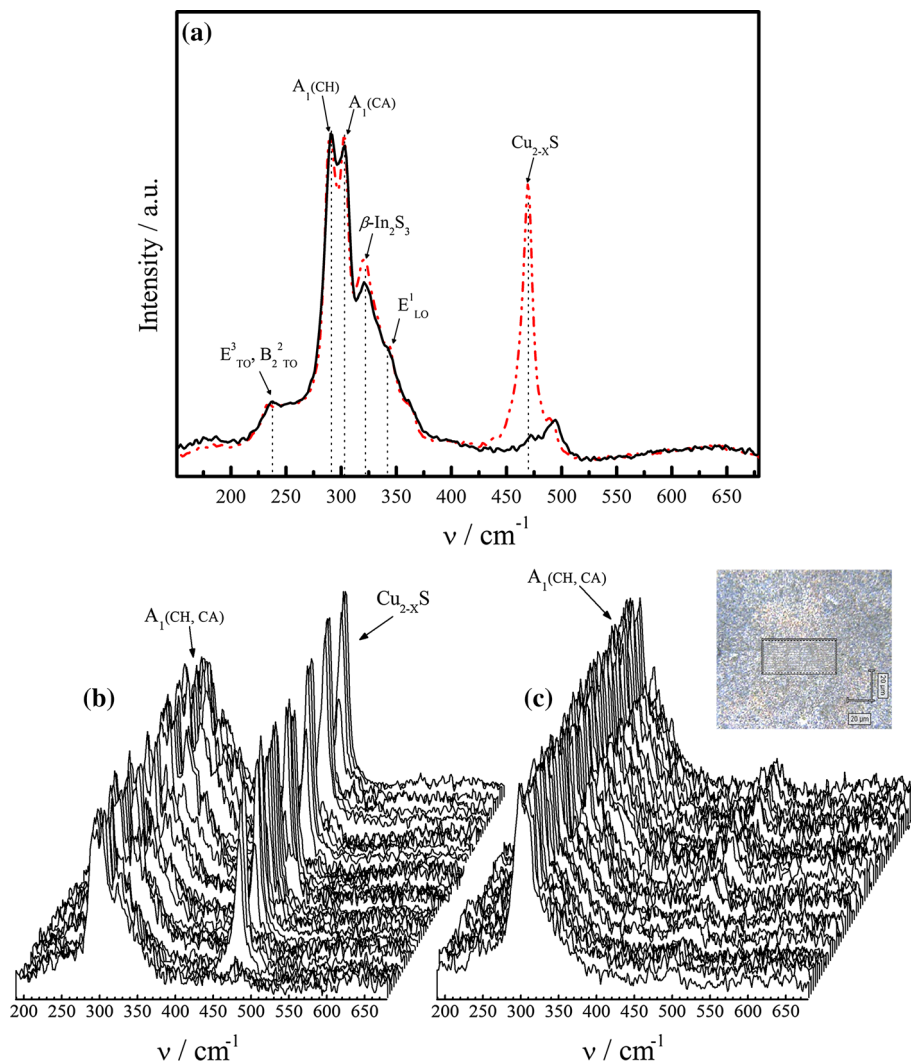 (a)
A₁(CH)
A₁(CA)
Cu₂₋ₓS
β-In₂S₃
E¹LO
E³TO, B₂²TO
Intensity / a.u.
200 250 300 350 400 450 500 550 600 650
ν / cm⁻¹
A₁(CH, CA)
Cu₂₋ₓS
(b)
A₁(CH, CA)
(c)
20 µm
20 µm
200 250 300 350 400 450 500 550 600 650
200 250 300 350 400 450 500 550 600 650
ν / cm⁻¹
ν / cm⁻¹